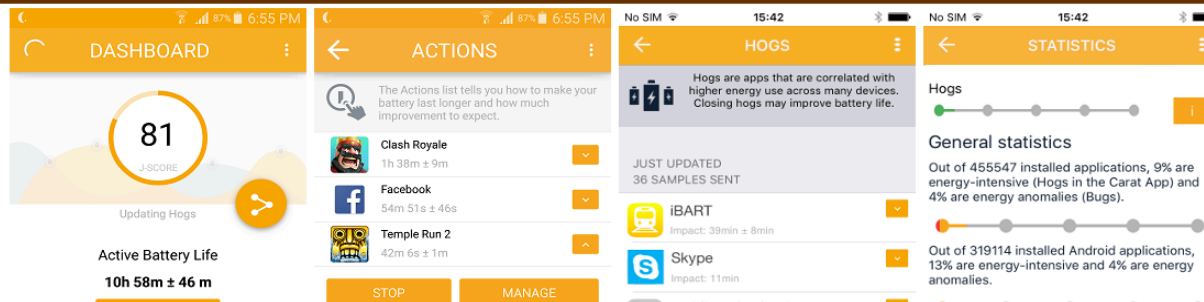 87% 6:55 PM
DASHBOARD
81
J-SCORE
Updating Hogs
Active Battery Life
10h 58m ± 46 m
87% 6:55 PM
ACTIONS
The Actions list tells you how to make your
battery last longer and how much
improvement to expect.
Clash Royale
1h 38m ± 9m
Facebook
54m 51s ± 46s
Temple Run 2
42m 6s ± 1m
STOP
MANAGE
No SIM 15:42
HOGS
Hogs are apps that are correlated with
higher energy use across many devices.
Closing hogs may improve battery life.
JUST UPDATED
36 SAMPLES SENT
iBART
Impact: 39min ± 8min
Skype
Impact: 11min
No SIM 15:42
STATISTICS
Hogs
i
General statistics
Out of 455547 installed applications, 9% are
energy-intensive (Hogs in the Carat App) and
4% are energy anomalies (Bugs).
Out of 319114 installed Android applications,
13% are energy-intensive and 4% are energy
anomalies.